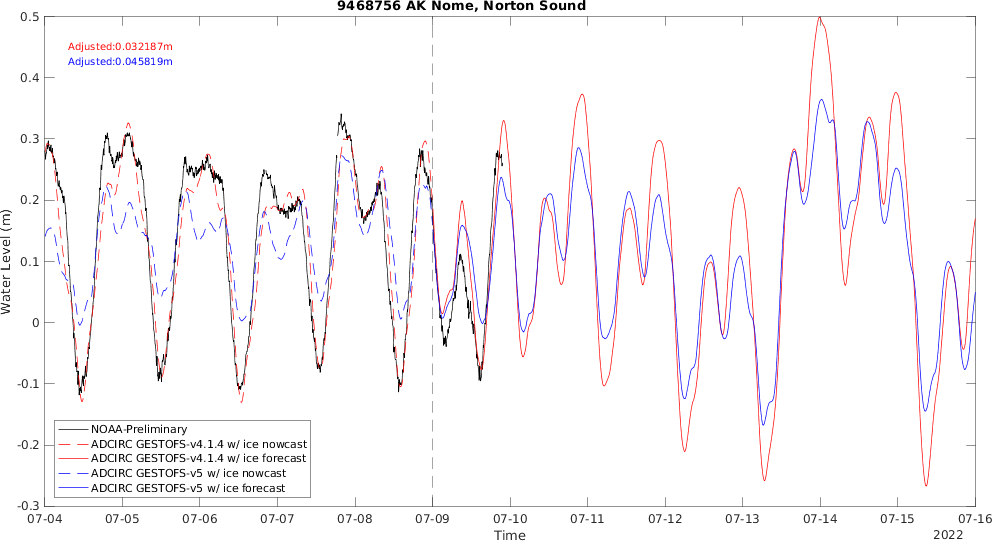 9468756 AK Nome, Norton Sound
Adjusted:0.032187m
Adjusted:0.045819m
0.5
0.4
0.3
0.2
0.1
0
-0.1
-0.2
-0.3
Water Level (m)
NOAA-Preliminary
ADCIRC GESTOFS-v4.1.4 w/ ice nowcast
ADCIRC GESTOFS-v4.1.4 w/ ice forecast
ADCIRC GESTOFS-v5 w/ ice nowcast
ADCIRC GESTOFS-v5 w/ ice forecast
07-04 07-05 07-06 07-07 07-08 07-09 07-10 07-11 07-12 07-13 07-14 07-15 07-16
Time
2022